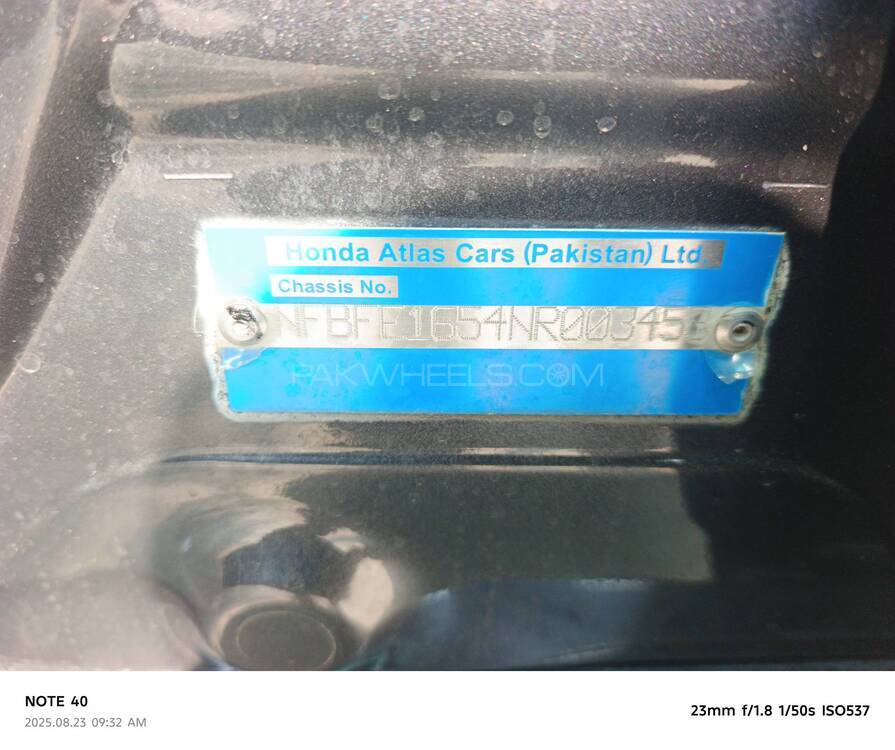 Honda Atlas Cars (Pakistan) Ltd.
Chassis No.
NFBFE1654NR00345
PAKWHEELS.COM
NOTE 40
2025.08.23 09:32 AM
23mm f/1.8 1/50s ISO537